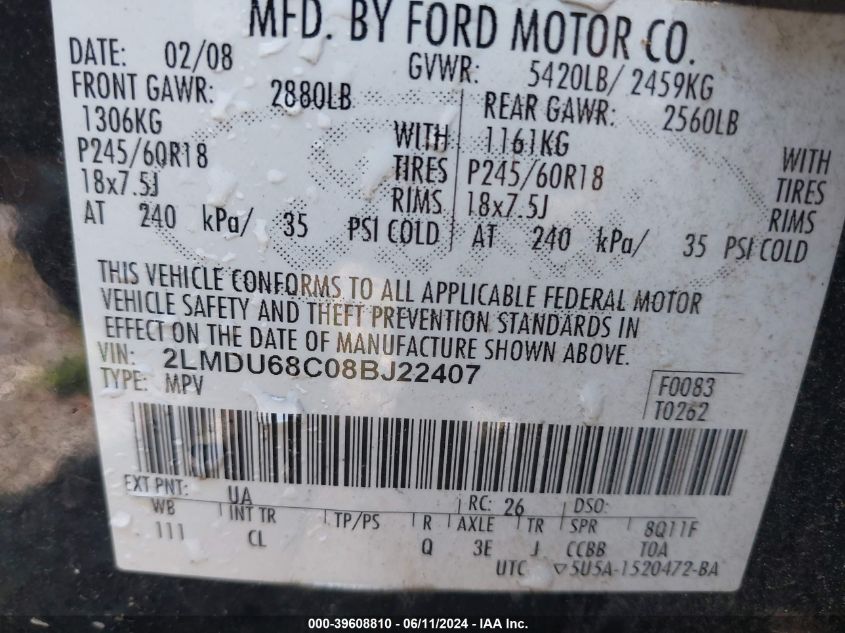 MFD. BY FORD MOTOR CO.
DATE: 02/08 GVWR: 5420LB/ 2459KG
FRONT GAWR: 2880LB REAR GAWR: 2560LB
1306KG WITH 1161KG WITH
P245/60R18 TIRES P245/60R18 TIRES
18x7.5J RIMS 18x7.5J RIMS
AT 240 kPa/ 35 PSI COLD AT 240 kPa/ 35 PSI COLD
THIS VEHICLE CONFORMS TO ALL APPLICABLE FEDERAL MOTOR
VEHICLE SAFETY AND THEFT PREVENTION STANDARDS IN
EFFECT ON THE DATE OF MANUFACTURE SHOWN ABOVE.
VIN: 2LMDU68C08BJ22407
TYPE: MPV F0083
T0262
EXT PNT: UA RC: 26 DSO:
WB INT TR TP/PS R AXLE TR SPR 8Q11F
111 CL Q 3E J CCBB T0A
UTC ▽5U5A-1520472-BA
000-39608810 - 06/11/2024 - IAA Inc.